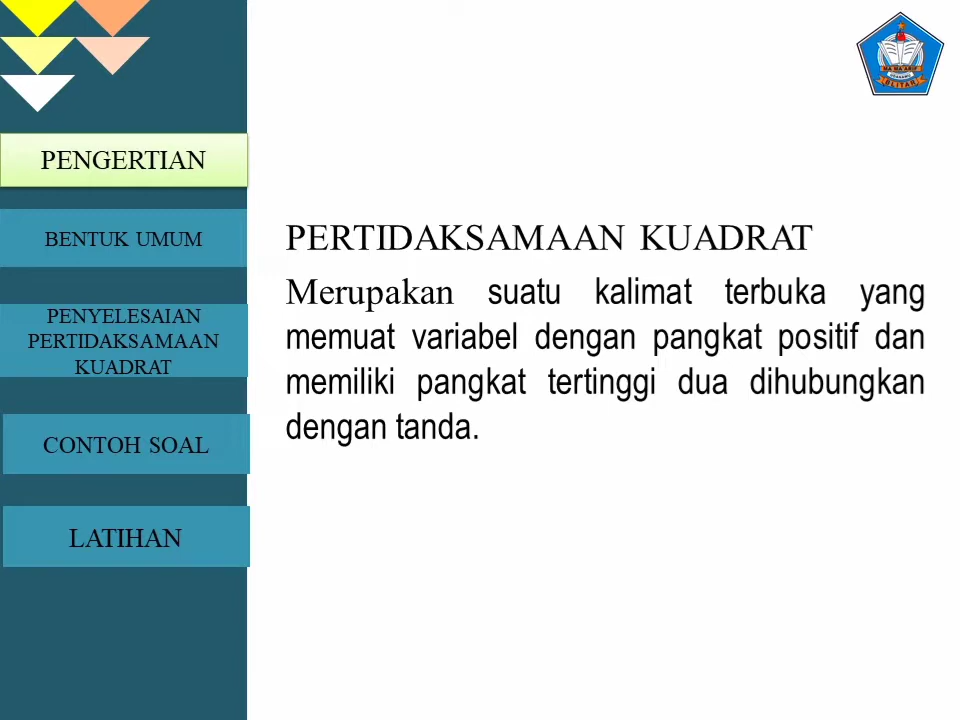 PENGERTIAN
BENTUK UMUM
PENYELESAIAN
PERTIDAKSAMAAN
KUADRAT
CONTOH SOAL
LATIHAN
PERTIDAKSAMAAN KUADRAT
Merupakan suatu kalimat terbuka yang
memuat variabel dengan pangkat positif dan
memiliki pangkat tertinggi dua dihubungkan
dengan tanda.
BLITAR